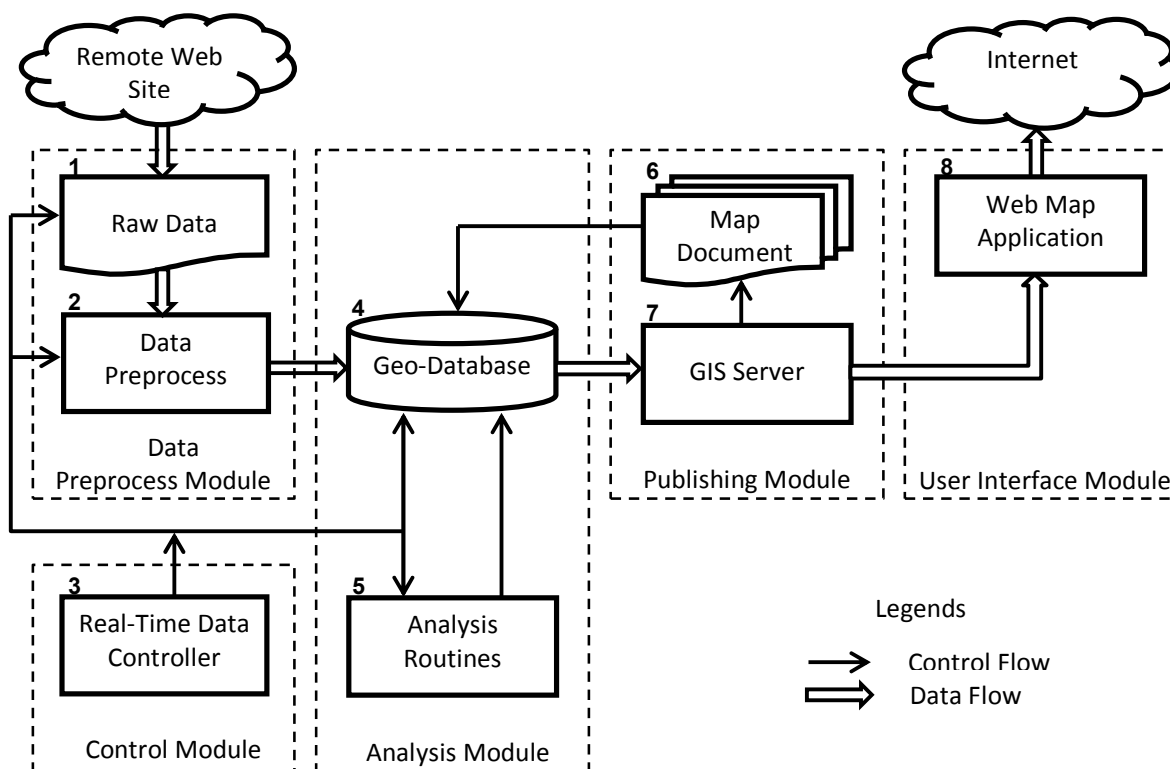 Remote Web
Site
Internet
1
Raw Data
2
Data
Preprocess
Data
Preprocess Module
3
Real-Time Data
Controller
Control Module
4
Geo-Database
5
Analysis
Routines
Analysis Module
6
Map
Document
7
GIS Server
Publishing Module
8
Web Map
Application
User Interface Module
Legends
Control Flow
Data Flow